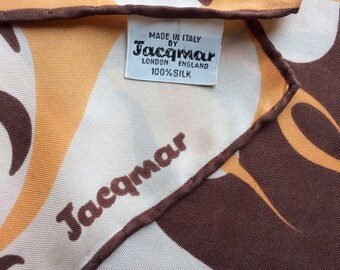 MADE IN ITALY
BY
Jacqmar
LONDON ENGLAND
100% SILK
Jacqmar